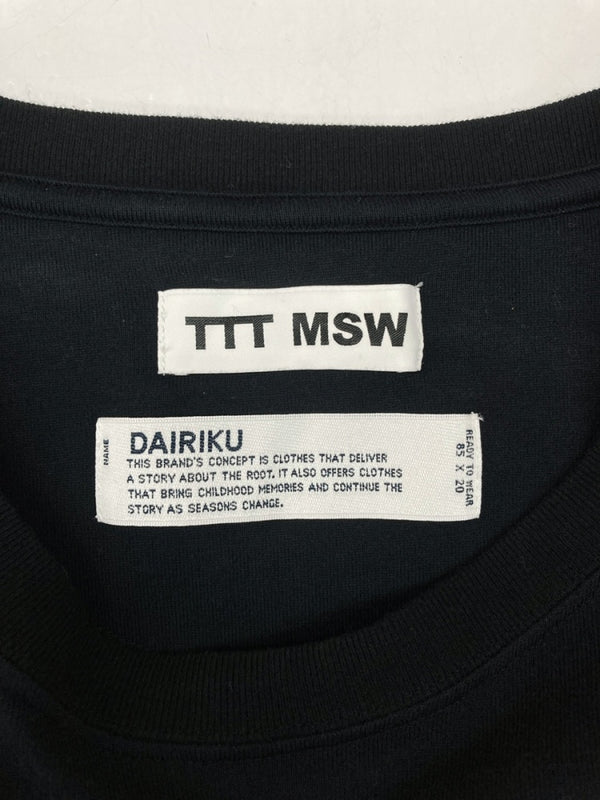 TTT MSW
NAME
DAIRIKU
THIS BRAND'S CONCEPT IS CLOTHES THAT DELIVER
A STORY ABOUT THE ROOT. IT ALSO OFFERS CLOTHES
THAT BRING CHILDHOOD MEMORIES AND CONTINUE THE
STORY AS SEASONS CHANGE.
READY TO WEAR
85 X 20